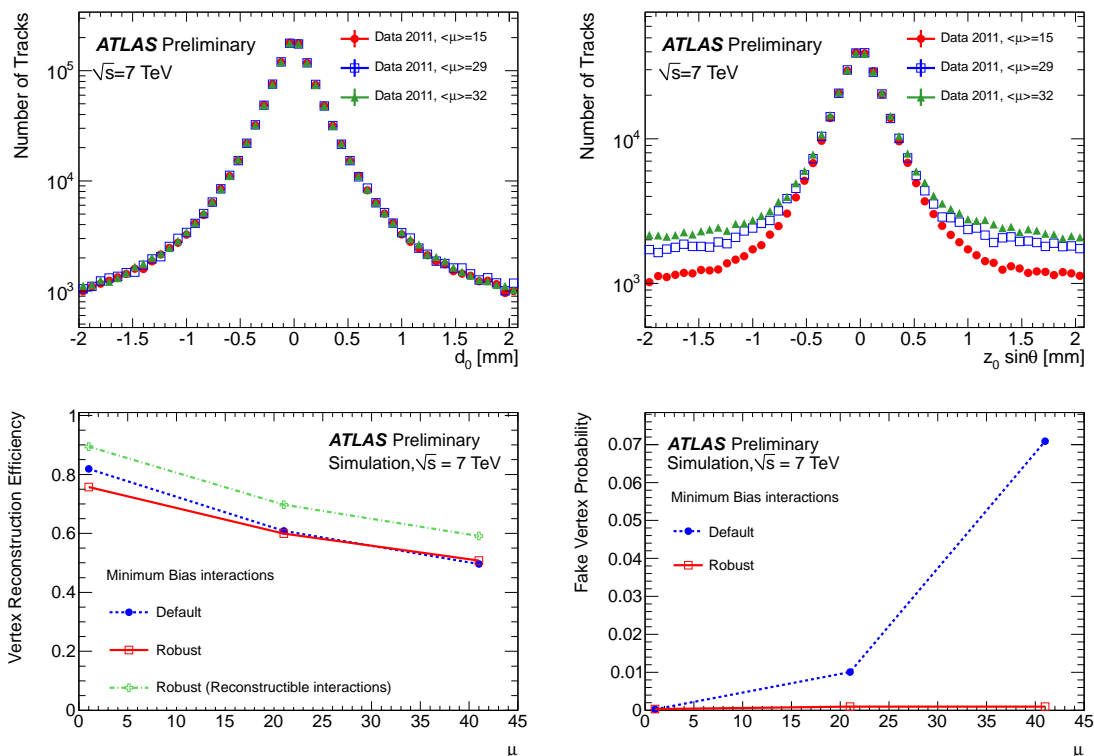 Number of Tracks
ATLAS Preliminary
√s=7 TeV
Data 2011, <μ>=15
Data 2011, <μ>=29
Data 2011, <μ>=32
10^5
10^4
10^3
-2 -1.5 -1 -0.5 0 0.5 1 1.5 2
d_0 [mm]
Number of Tracks
ATLAS Preliminary
√s=7 TeV
Data 2011, <μ>=15
Data 2011, <μ>=29
Data 2011, <μ>=32
10^4
10^3
-2 -1.5 -1 -0.5 0 0.5 1 1.5 2
z_0 sinθ [mm]
Vertex Reconstruction Efficiency
1
0.8
0.6
0.4
0.2
0
ATLAS Preliminary
Simulation,√s = 7 TeV
Minimum Bias interactions
Default
Robust
Robust (Reconstructible interactions)
0 5 10 15 20 25 30 35 40 45
μ
Fake Vertex Probability
0.07
0.06
0.05
0.04
0.03
0.02
0.01
0
ATLAS Preliminary
Simulation,√s = 7 TeV
Minimum Bias interactions
Default
Robust
0 5 10 15 20 25 30 35 40 45
μ